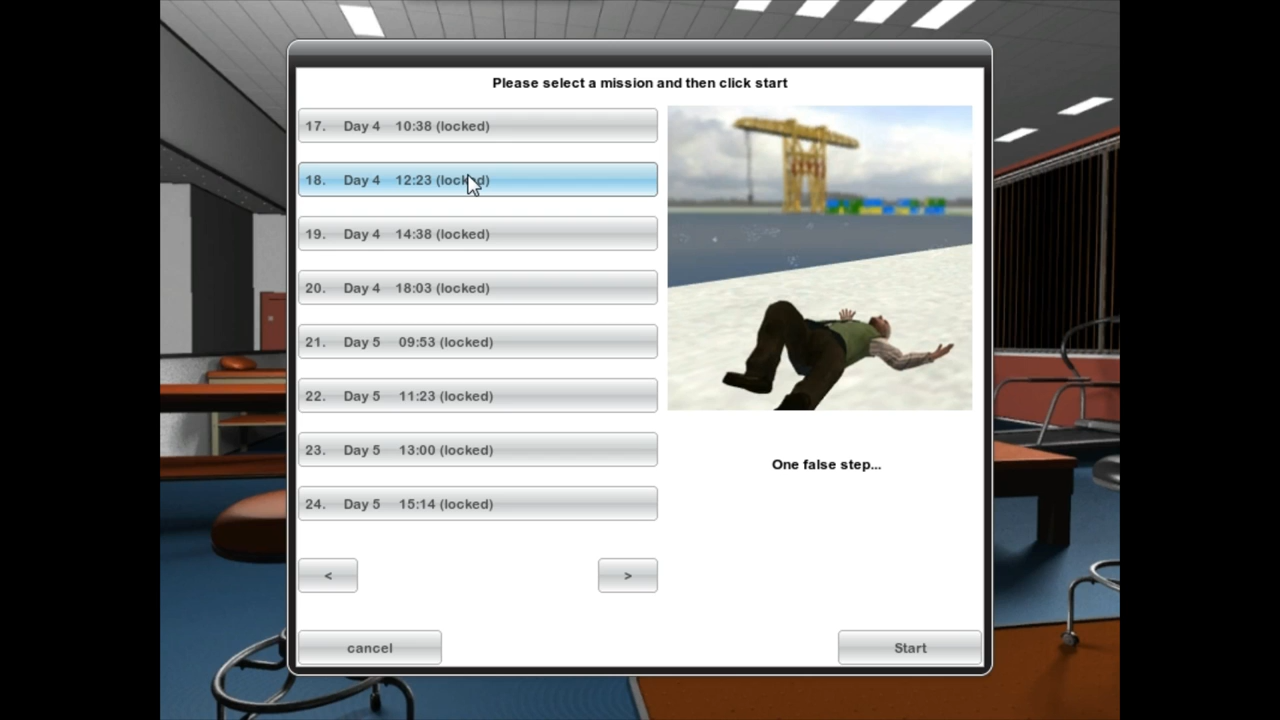 Please select a mission and then click start
17. Day 4 10:38 (locked)
18. Day 4 12:23 (locked)
19. Day 4 14:38 (locked)
20. Day 4 18:03 (locked)
21. Day 5 09:53 (locked)
22. Day 5 11:23 (locked)
23. Day 5 13:00 (locked)
24. Day 5 15:14 (locked)
One false step...
< >
cancel Start